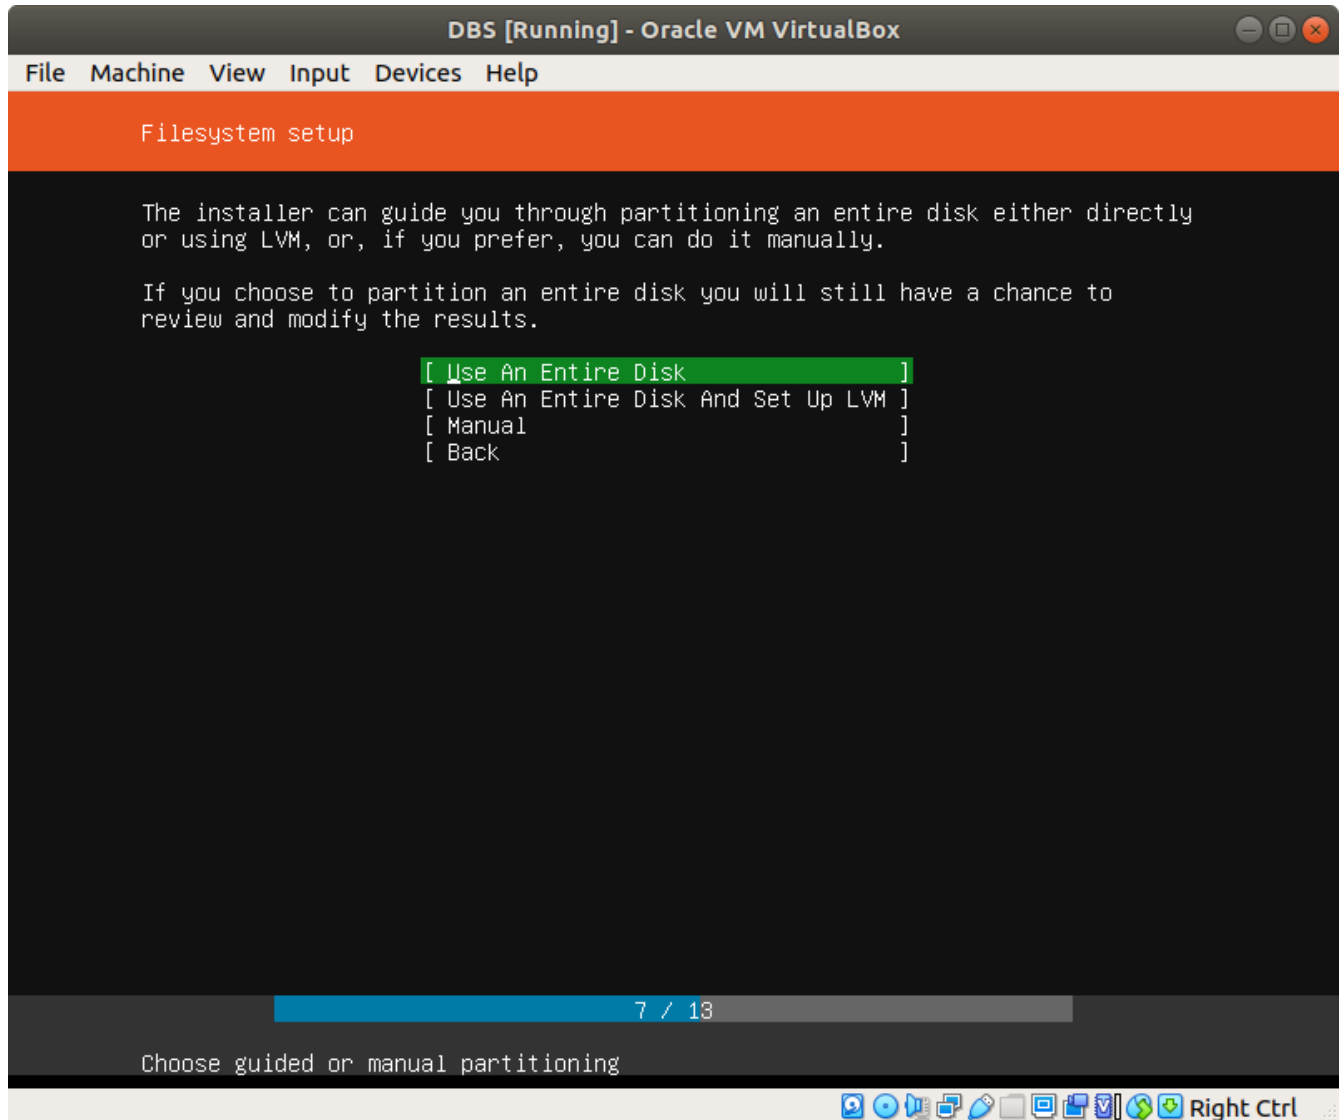 DBS [Running] - Oracle VM VirtualBox
File Machine View Input Devices Help
Filesystem setup
The installer can guide you through partitioning an entire disk either directly
or using LVM, or, if you prefer, you can do it manually.
If you choose to partition an entire disk you will still have a chance to
review and modify the results.
[ Use An Entire Disk ]
[ Use An Entire Disk And Set Up LVM ]
[ Manual ]
[ Back ]
7 / 13
Choose guided or manual partitioning
Right Ctrl